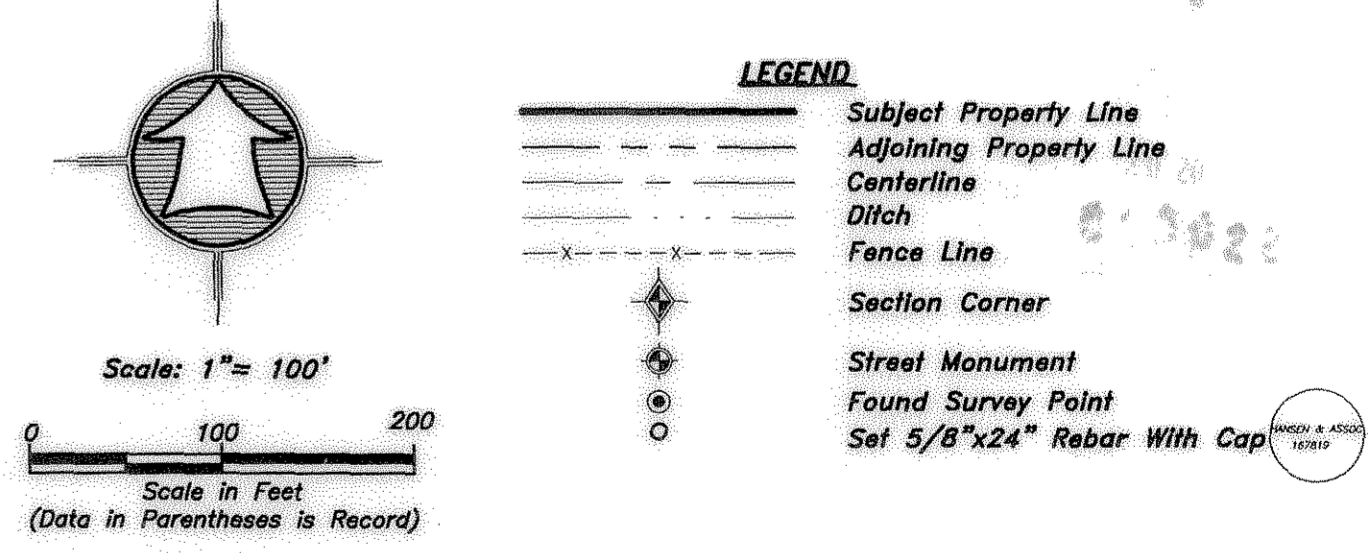 LEGEND
Subject Property Line
Adjoining Property Line
Centerline
Ditch
X X
Fence Line
Section Corner
Street Monument
Found Survey Point
Set 5/8"x24" Rebar With Cap
HANSEN & ASSOC
167819
Scale: 1"= 100'
0 100 200
Scale in Feet
(Data in Parentheses is Record)